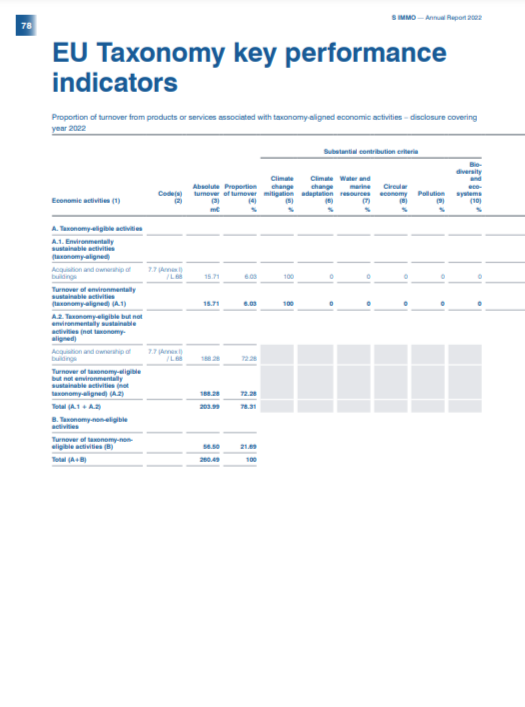 78
S IMMO — Annual Report 2022
EU Taxonomy key performance
indicators
Proportion of turnover from products or services associated with taxonomy-aligned economic activities – disclosure covering
year 2022
Substantial contribution criteria
Economic activities (1) Code(s) (2) Absolute turnover (3) Proportion of turnover (4) Climate change mitigation (5) Climate change adaptation (6) Water and marine resources (7) Circular economy (8) Pollution (9) Bio-diversity and eco-systems (10)
m€ % % % % % % %
A. Taxonomy-eligible activities
A.1. Environmentally
sustainable activities
(taxonomy-aligned)
Acquisition and ownership of 7.7 (Annex I)
buildings / L 68 15.71 6.03 100 0 0 0 0 0
Turnover of environmentally
sustainable activities
(taxonomy-aligned) (A.1) 15.71 6.03 100 0 0 0 0 0
A.2. Taxonomy-eligible but not
environmentally sustainable
activities (not taxonomy-
aligned)
Acquisition and ownership of 7.7 (Annex I)
buildings / L 68 188.28 72.28
Turnover of taxonomy-eligible
but not environmentally
sustainable activities (not
taxonomy-aligned) (A.2) 188.28 72.28
Total (A.1 + A.2) 203.99 78.31
B. Taxonomy-non-eligible
activities
Turnover of taxonomy-non-
eligible activities (B) 56.50 21.69
Total (A+B) 260.49 100